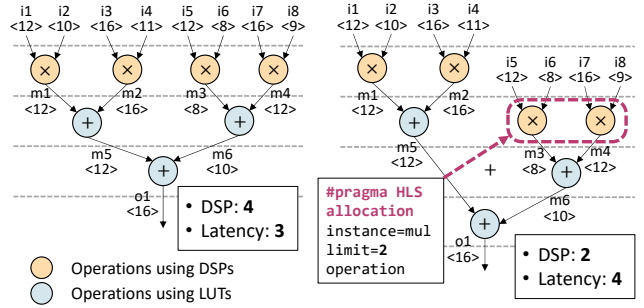 i1 i2 i3 i4 i5 i6 i7 i8
<12> <10> <16> <11> <12> <8> <16> <9>
× × × ×
m1 m2 m3 m4
<12> <16> <8> <12>
+ +
m5 m6
<12> <10>
+
o1
<16>
• DSP: 4
• Latency: 3
Operations using DSPs
Operations using LUTs
i1 i2 i3 i4
<12> <10> <16> <11>
× ×
m1 m2
<12> <16>
i5 i6 i7 i8
<12> <8> <16> <9>
+ × ×
m5 m3 m4
<12> <8> <12>
+ +
m6
<10>
#pragma HLS
allocation
instance=mul
limit=2
operation
+
o1
<16>
• DSP: 2
• Latency: 4